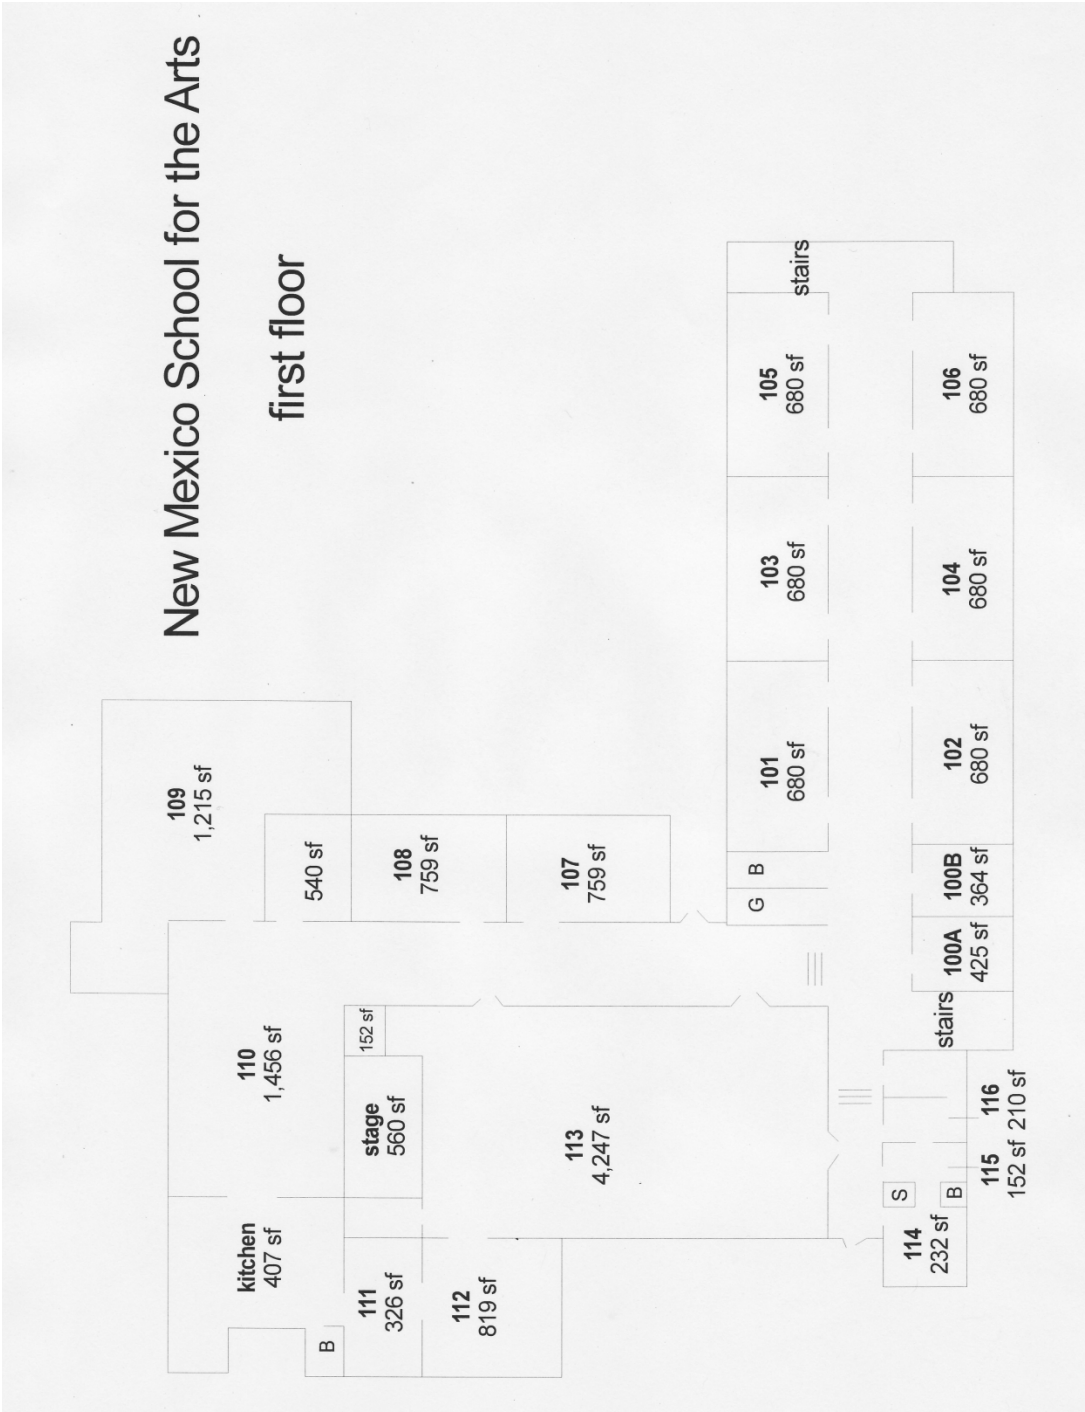 New Mexico School for the Arts
first floor
109
1,215 sf
540 sf
108
759 sf
107
759 sf
110
1,456 sf
152 sf
stage
560 sf
kitchen
407 sf
B
111
326 sf
112
819 sf
113
4,247 sf
stairs
105
680 sf
103
680 sf
101
680 sf
B
G
106
680 sf
104
680 sf
102
680 sf
100B
364 sf
100A
425 sf
stairs
116
210 sf
115
152 sf
S
B
114
232 sf